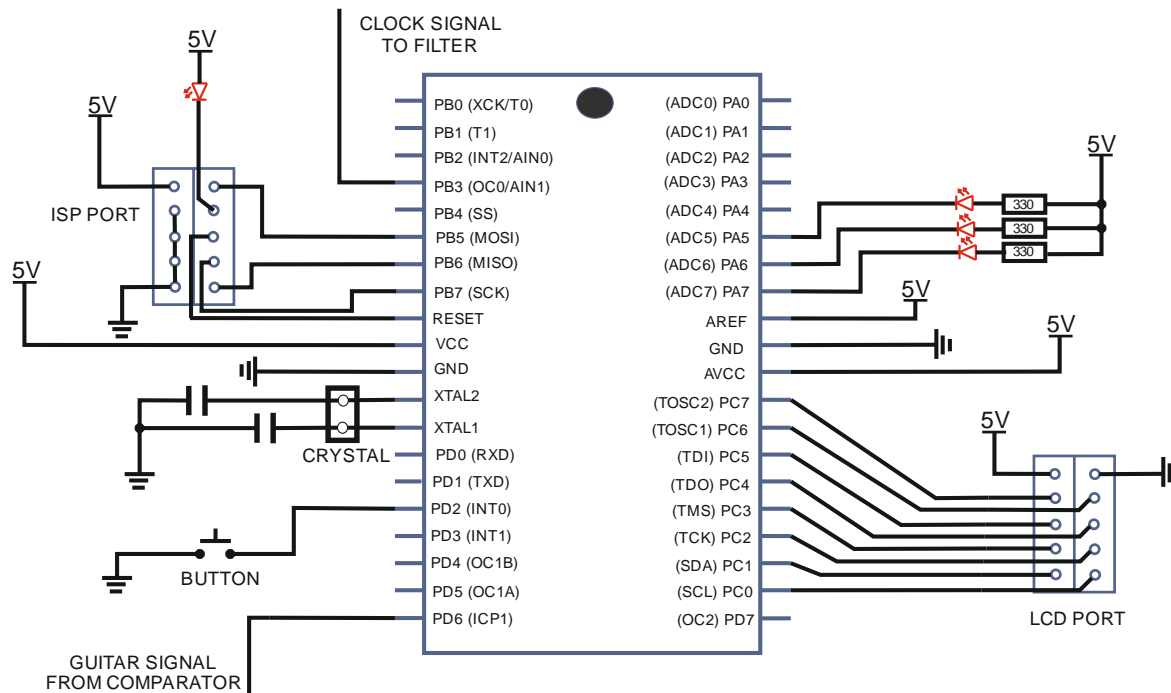 CLOCK SIGNAL
TO FILTER
5V
5V
ISP PORT
5V
PB0 (XCK/T0)
PB1 (T1)
PB2 (INT2/AIN0)
PB3 (OC0/AIN1)
PB4 (SS)
PB5 (MOSI)
PB6 (MISO)
PB7 (SCK)
RESET
VCC
GND
XTAL2
XTAL1
PD0 (RXD)
PD1 (TXD)
PD2 (INT0)
PD3 (INT1)
PD4 (OC1B)
PD5 (OC1A)
PD6 (ICP1)
CRYSTAL
BUTTON
GUITAR SIGNAL
FROM COMPARATOR
(ADC0) PA0
(ADC1) PA1
(ADC2) PA2
(ADC3) PA3
(ADC4) PA4
(ADC5) PA5
(ADC6) PA6
(ADC7) PA7
AREF
GND
AVCC
(TOSC2) PC7
(TOSC1) PC6
(TDI) PC5
(TDO) PC4
(TMS) PC3
(TCK) PC2
(SDA) PC1
(SCL) PC0
(OC2) PD7
5V
330
330
330
5V
5V
5V
LCD PORT